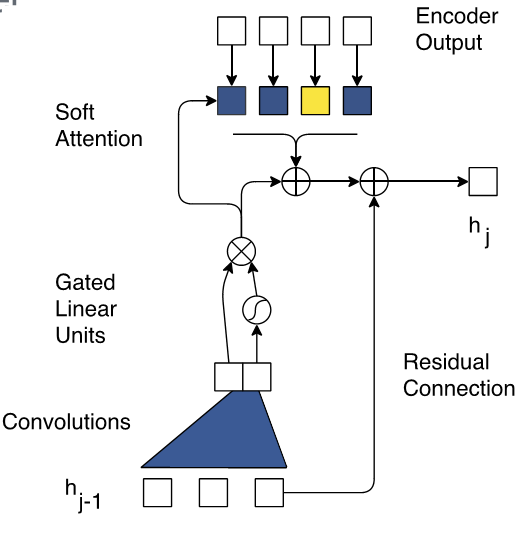 Encoder
Output
Soft
Attention
h j
Gated
Linear
Units
Residual
Connection
Convolutions
h j-1